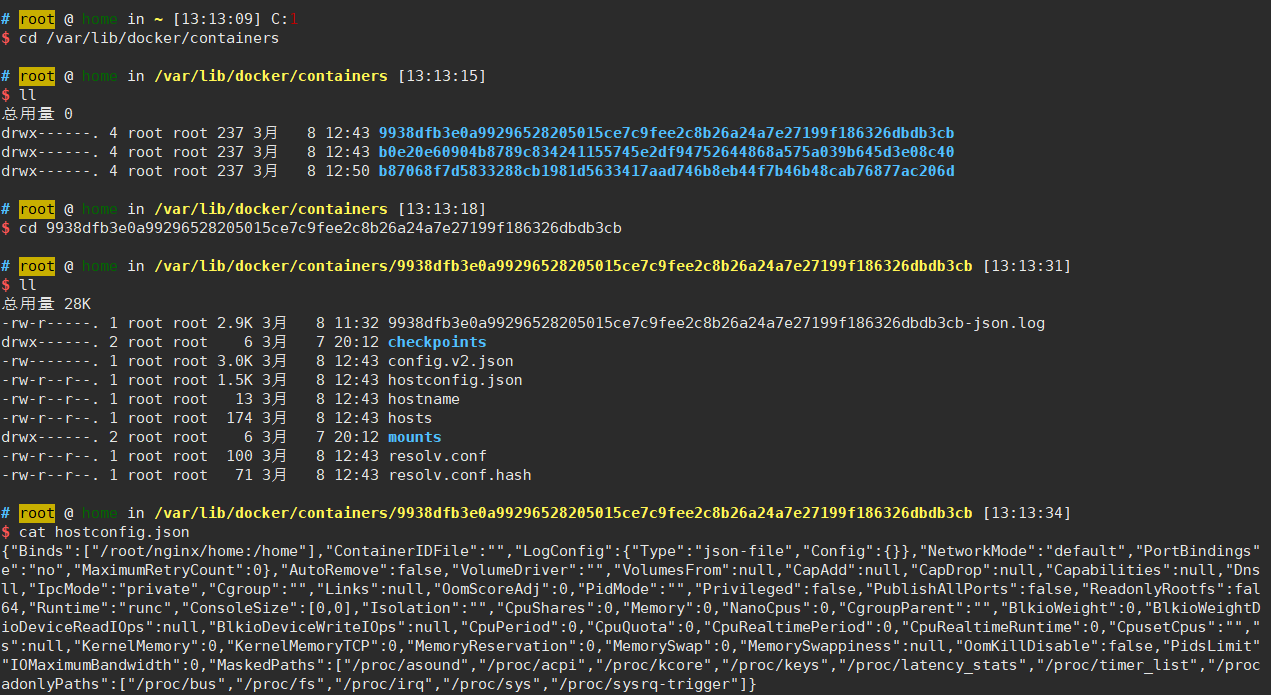 # root @ home in ~ [13:13:09] C:1
$ cd /var/lib/docker/containers
# root @ home in /var/lib/docker/containers [13:13:15]
$ ll
总用量 0
drwx------. 4 root root 237 3月   8 12:43 9938dfb3e0a99296528205015ce7c9fee2c8b26a24a7e27199f186326dbdb3cb
drwx------. 4 root root 237 3月   8 12:43 b0e20e60904b8789c834241155745e2df94752644868a575a039b645d3e08c40
drwx------. 4 root root 237 3月   8 12:50 b87068f7d5833288cb1981d5633417aad746b8eb44f7b46b48cab76877ac206d
# root @ home in /var/lib/docker/containers [13:13:18]
$ cd 9938dfb3e0a99296528205015ce7c9fee2c8b26a24a7e27199f186326dbdb3cb
# root @ home in /var/lib/docker/containers/9938dfb3e0a99296528205015ce7c9fee2c8b26a24a7e27199f186326dbdb3cb [13:13:31]
$ ll
总用量 28K
-rw-r-----. 1 root root 2.9K 3月   8 11:32 9938dfb3e0a99296528205015ce7c9fee2c8b26a24a7e27199f186326dbdb3cb-json.log
drwx------. 2 root root    6 3月   7 20:12 checkpoints
-rw-------. 1 root root 3.0K 3月   8 12:43 config.v2.json
-rw-r--r--. 1 root root 1.5K 3月   8 12:43 hostconfig.json
-rw-r--r--. 1 root root   13 3月   8 12:43 hostname
-rw-r--r--. 1 root root  174 3月   8 12:43 hosts
drwx------. 2 root root    6 3月   7 20:12 mounts
-rw-r--r--. 1 root root  100 3月   8 12:43 resolv.conf
-rw-r--r--. 1 root root   71 3月   8 12:43 resolv.conf.hash
# root @ home in /var/lib/docker/containers/9938dfb3e0a99296528205015ce7c9fee2c8b26a24a7e27199f186326dbdb3cb [13:13:34]
$ cat hostconfig.json
{"Binds":["/root/nginx/home:/home"],"ContainerIDFile":"","LogConfig":{"Type":"json-file","Config":{}},"NetworkMode":"default","PortBindings"
e":"no","MaximumRetryCount":0},"AutoRemove":false,"VolumeDriver":"","VolumesFrom":null,"CapAdd":null,"CapDrop":null,"Capabilities":null,"Dns
ll,"IpcMode":"private","Cgroup":"","Links":null,"OomScoreAdj":0,"PidMode":"","Privileged":false,"PublishAllPorts":false,"ReadonlyRootfs":fal
64,"Runtime":"runc","ConsoleSize":[0,0],"Isolation":"","CpuShares":0,"Memory":0,"NanoCpus":0,"CgroupParent":"","BlkioWeight":0,"BlkioWeightD
ioDeviceReadIOps":null,"BlkioDeviceWriteIOps":null,"CpuPeriod":0,"CpuQuota":0,"CpuRealtimePeriod":0,"CpuRealtimeRuntime":0,"CpusetCpus":"","
s":null,"KernelMemory":0,"KernelMemoryTCP":0,"MemoryReservation":0,"MemorySwap":0,"MemorySwappiness":null,"OomKillDisable":false,"PidsLimit"
"IOMaximumBandwidth":0,"MaskedPaths":["/proc/asound","/proc/acpi","/proc/kcore","/proc/keys","/proc/latency_stats","/proc/timer_list","/proc
adonlyPaths":["/proc/bus","/proc/fs","/proc/irq","/proc/sys","/proc/sysrq-trigger"]}